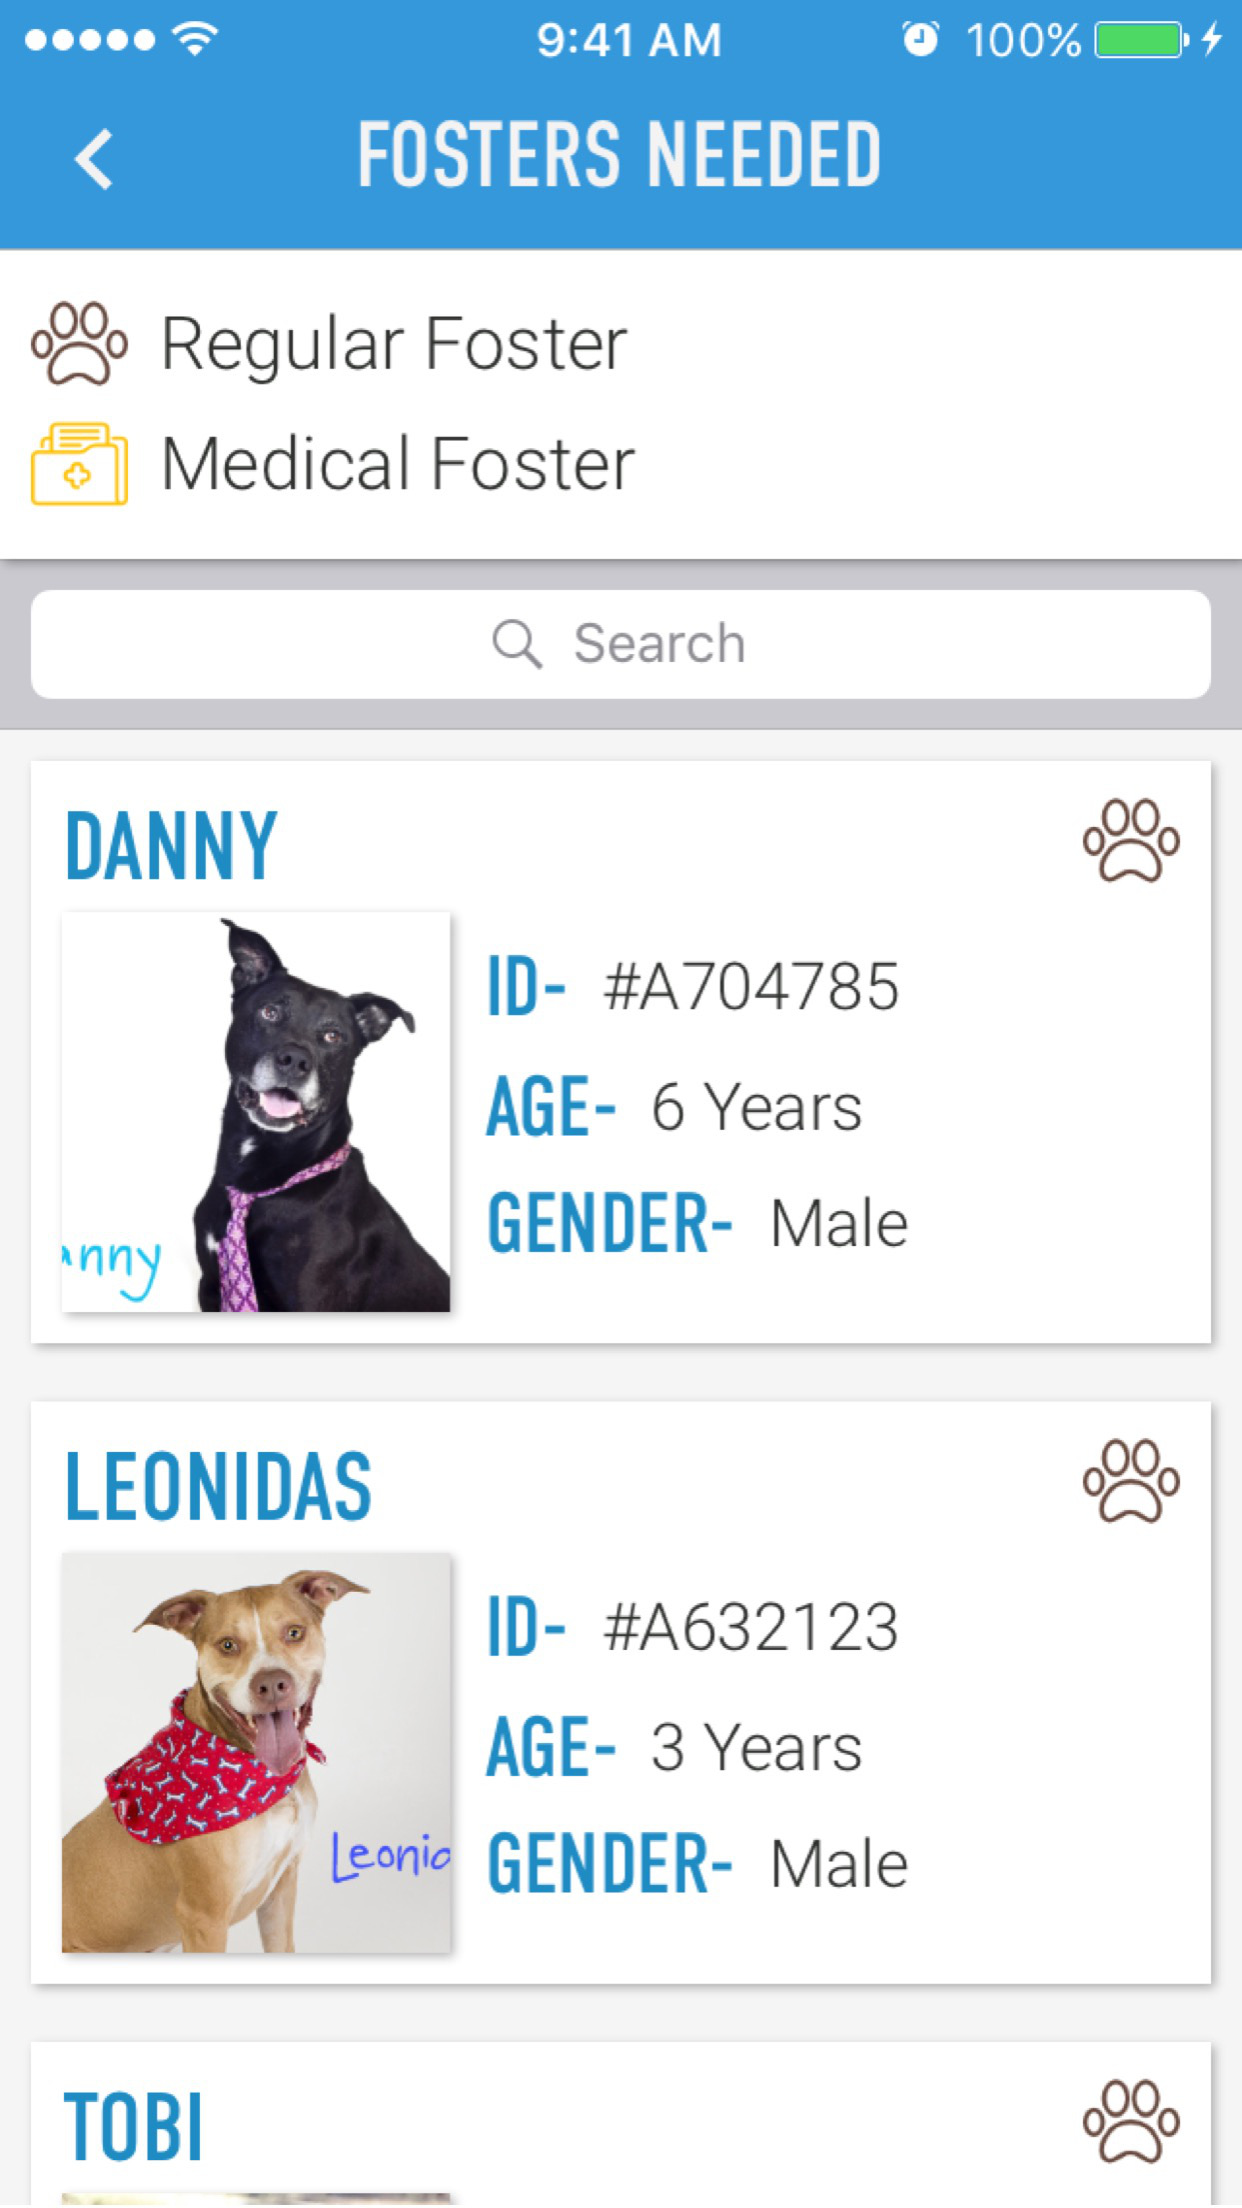 9:41 AM
100%
FOSTERS NEEDED
Regular Foster
Medical Foster
Search
DANNY
ID- #A704785
AGE- 6 Years
GENDER- Male
nny
LEONIDAS
ID- #A632123
AGE- 3 Years
GENDER- Male
Leoni
TOBI